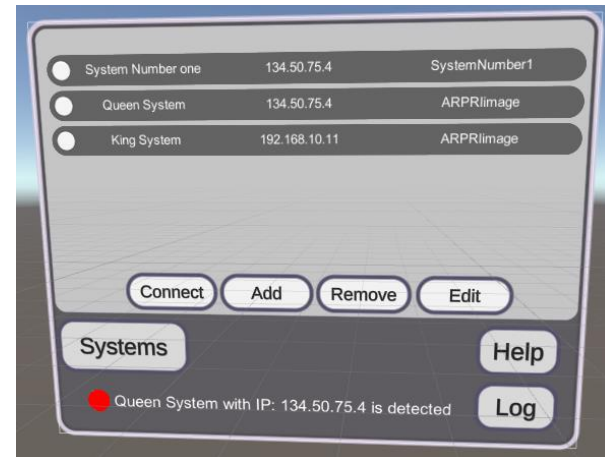 System Number one 134.50.75.4 SystemNumber1
Queen System 134.50.75.4 ARPRIimage
King System 192.168.10.11 ARPRIimage
Connect Add Remove Edit
Systems Help
Queen System with IP: 134.50.75.4 is detected Log